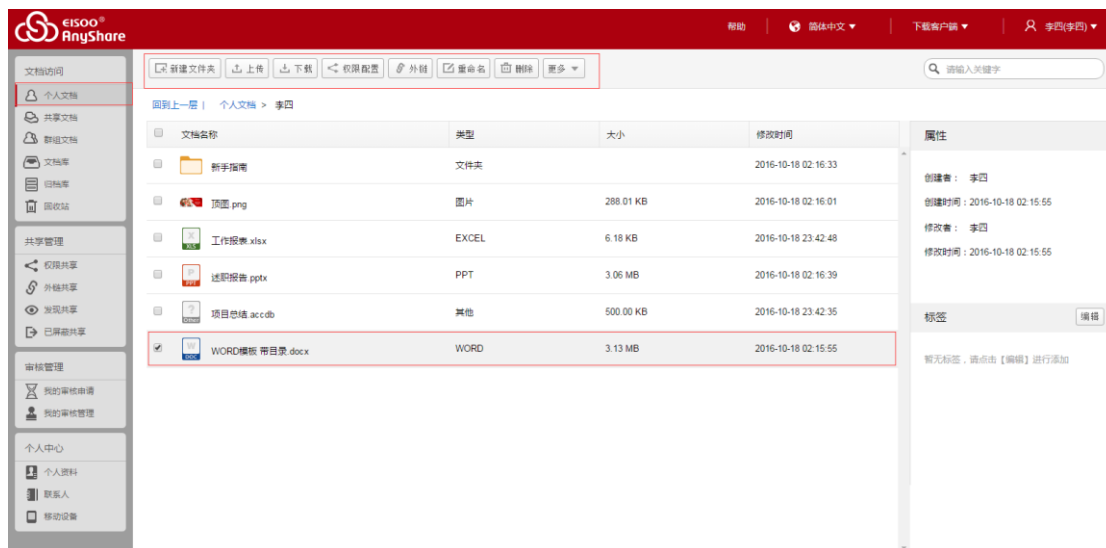 EISOO®
AnyShare
帮助 简体中文 下载客户端 李四(李四)
文档访问
个人文档
共享文档
群组文档
文档库
归档库
回收站
共享管理
权限共享
外链共享
发现共享
已屏蔽共享
审核管理
我的审核申请
我的审核管理
个人中心
个人资料
联系人
移动设备
新建文件夹 上传 下载 权限配置 外链 重命名 删除 更多
请输入关键字
回到上一层 | 个人文档 > 李四
文档名称 类型 大小 修改时间
新手指南 文件夹 2016-10-18 02:16:33
顶图.png 图片 288.01 KB 2016-10-18 02:16:01
X XLS 工作报表.xlsx EXCEL 6.18 KB 2016-10-18 23:42:48
P PPT 述职报告.pptx PPT 3.06 MB 2016-10-18 02:16:39
? Other 项目总结.accdb 其他 500.00 KB 2016-10-18 23:42:35
W DOC WORD模板 带目录.docx WORD 3.13 MB 2016-10-18 02:15:55
属性
创建者： 李四
创建时间：2016-10-18 02:15:55
修改者： 李四
修改时间：2016-10-18 02:15:55
标签 编辑
暂无标签，请点击【编辑】进行添加